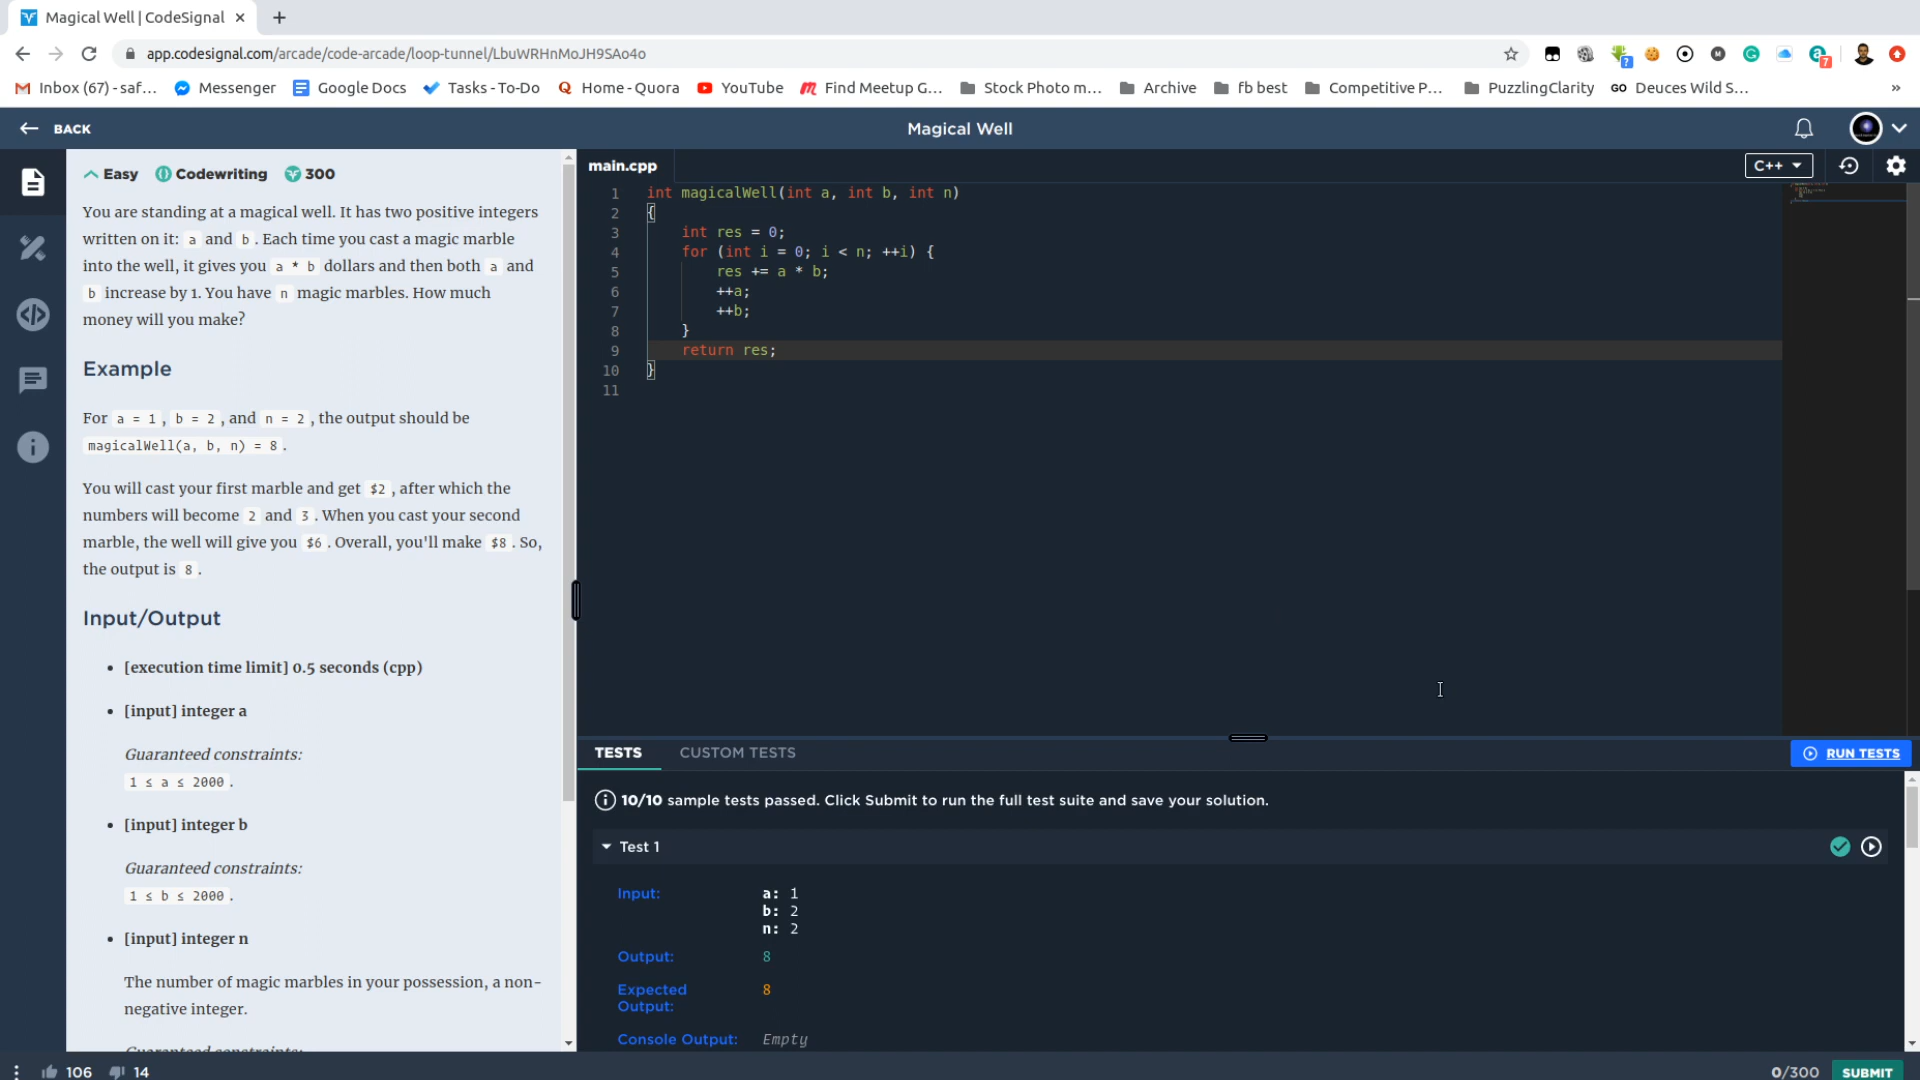 Magical Well | CodeSignal
app.codesignal.com/arcade/code-arcade/loop-tunnel/LbuWRHnMoJH9SAo4o
Inbox (67) - saf... Messenger Google Docs Tasks - To-Do Home - Quora YouTube Find Meetup G... Stock Photo m... Archive fb best Competitive P... PuzzlingClarity GO Deuces Wild S... »
BACK
Magical Well
Easy Codewriting 300
You are standing at a magical well. It has two positive integers
written on it: a and b. Each time you cast a magic marble
into the well, it gives you a * b dollars and then both a and
b increase by 1. You have n magic marbles. How much
money will you make?
Example
For a = 1, b = 2, and n = 2, the output should be
magicalWell(a, b, n) = 8.
You will cast your first marble and get $2, after which the
numbers will become 2 and 3. When you cast your second
marble, the well will give you $6. Overall, you'll make $8. So,
the output is 8.
Input/Output
• [execution time limit] 0.5 seconds (cpp)
• [input] integer a
Guaranteed constraints:
1 ≤ a ≤ 2000.
• [input] integer b
Guaranteed constraints:
1 ≤ b ≤ 2000.
• [input] integer n
The number of magic marbles in your possession, a non-
negative integer.
Guaranteed constraints:
106 14
main.cpp
C++
1 int magicalWell(int a, int b, int n)
2 {
3 int res = 0;
4 for (int i = 0; i < n; ++i) {
5 res += a * b;
6 ++a;
7 ++b;
8 }
9 return res;
10 }
11
TESTS CUSTOM TESTS
RUN TESTS
10/10 sample tests passed. Click Submit to run the full test suite and save your solution.
Test 1
Input: a: 1
b: 2
n: 2
Output: 8
Expected 8
Output:
Console Output: Empty
0/300 SUBMIT